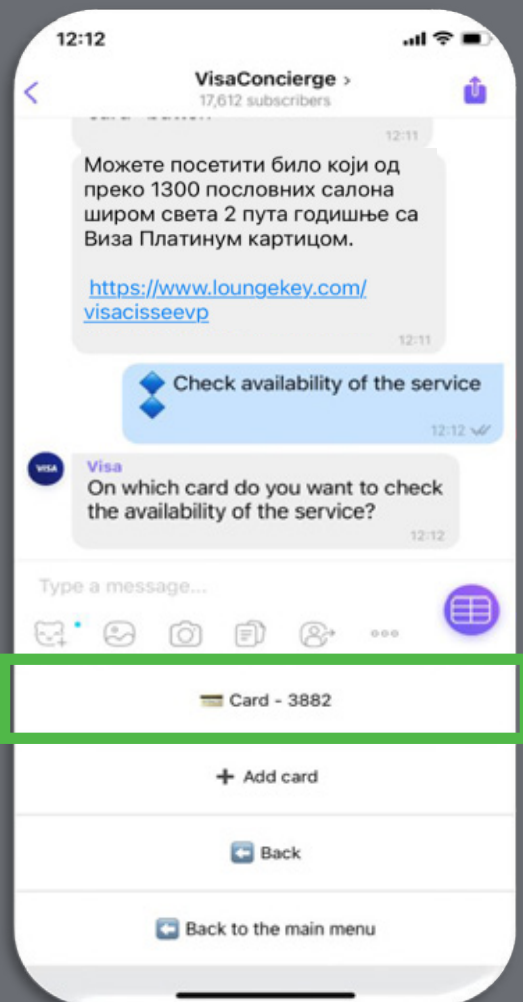 12:12
VisaConcierge >
17,612 subscribers
12:11
Можете посетити било који од
преко 1300 пословних салона
широм света 2 пута годишње са
Виза Платинум картицом.
https://www.loungekey.com/
visacisseevp
12:11
Check availability of the service
12:12
VISA
Visa
On which card do you want to check
the availability of the service?
12:12
Type a message...
Card - 3882
Add card
Back
Back to the main menu